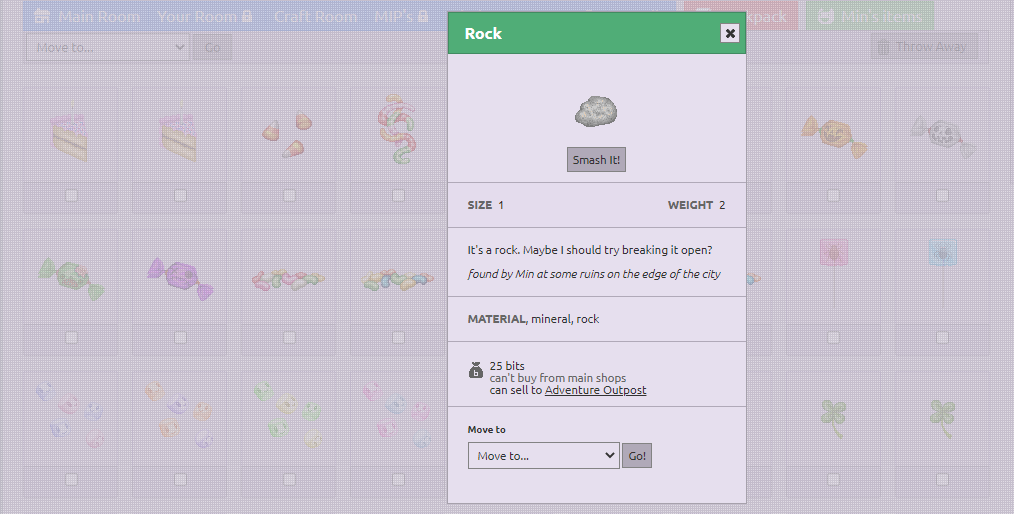 Main Room Your Room Craft Room MIP's Min's items
Move to... Go Throw Away
Rock
Smash It!
SIZE 1 WEIGHT 2
It's a rock. Maybe I should try breaking it open?
found by Min at some ruins on the edge of the city
MATERIAL, mineral, rock
25 bits
can't buy from main shops
can sell to Adventure Outpost
Move to
Move to... Go!